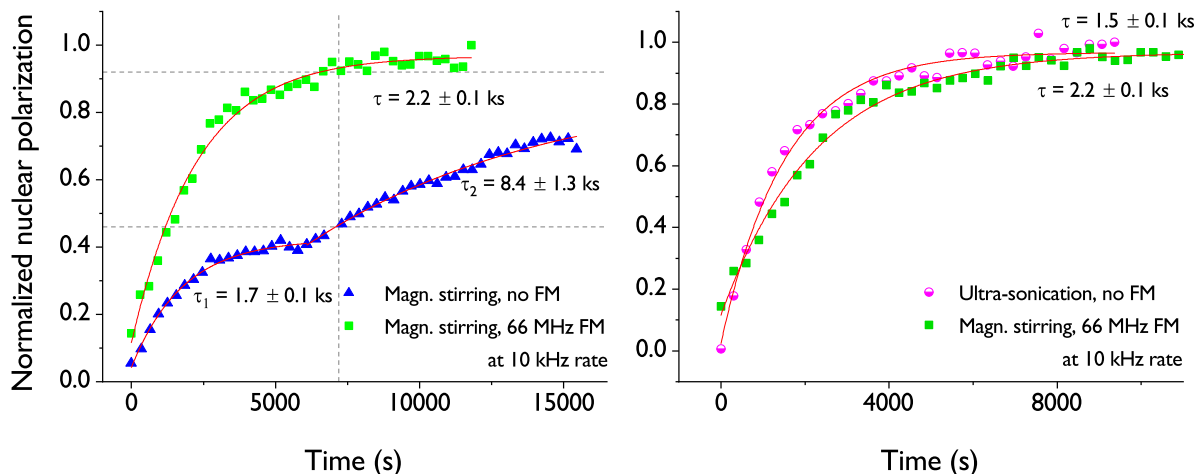 Normalized nuclear polarization
1.0
0.8
0.6
0.4
0.2
0.0
τ = 2.2 ± 0.1 ks
τ2 = 8.4 ± 1.3 ks
τ1 = 1.7 ± 0.1 ks
Magn. stirring, no FM
Magn. stirring, 66 MHz FM
at 10 kHz rate
0 5000 10000 15000
Time (s)
1.0
0.8
0.6
0.4
0.2
0.0
τ = 1.5 ± 0.1 ks
τ = 2.2 ± 0.1 ks
Ultra-sonication, no FM
Magn. stirring, 66 MHz FM
at 10 kHz rate
0 4000 8000
Time (s)